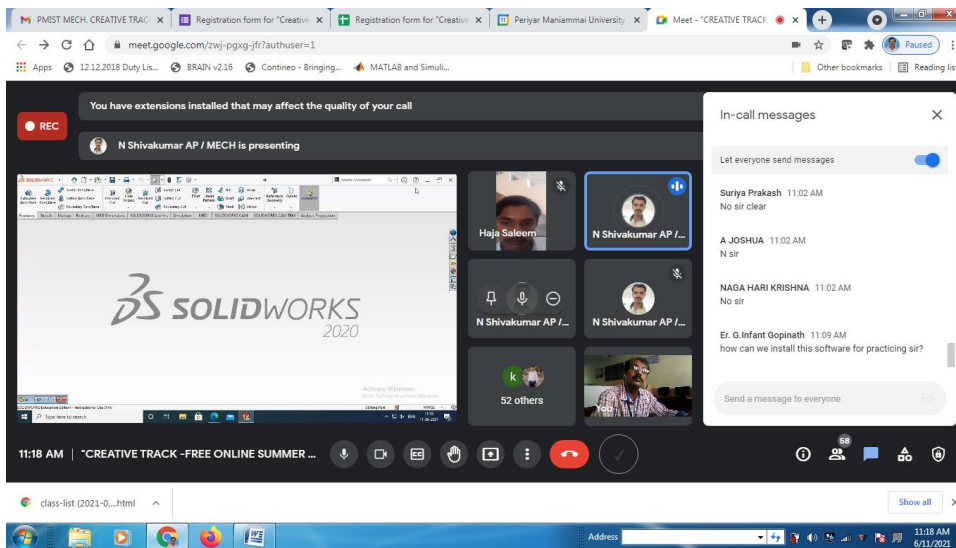 PMIST MECH. CREATIVE TRAC
Registration form for "Creative
Registration form for "Creative
Periyar Maniammai University
Meet - "CREATIVE TRACK
meet.google.com/zwj-pgxg-jfr?authuser=1
Paused
Apps
12.12.2018 Duty Lis...
BRAIN v2.16
Contineo - Bringing...
MATLAB and Simuli...
Other bookmarks
Reading list
You have extensions installed that may affect the quality of your call
REC
N Shivakumar AP / MECH is presenting
SOLIDWORKS
2020
Activate Windows
Type here to search
Haja Saleem
N Shivakumar AP /...
N Shivakumar AP /...
N Shivakumar AP /...
k
52 others
You
In-call messages
Let everyone send messages
Suriya Prakash 11:02 AM
No sir clear
A JOSHUA 11:02 AM
N sir
NAGA HARI KRISHNA 11:02 AM
No sir
Er. G.Infant Gopinath 11:09 AM
how can we install this software for practicing sir?
Send a message to everyone
11:18 AM | "CREATIVE TRACK -FREE ONLINE SUMMER ...
CC
58
class-list (2021-0....html
Show all
Address
11:18 AM
6/11/2021